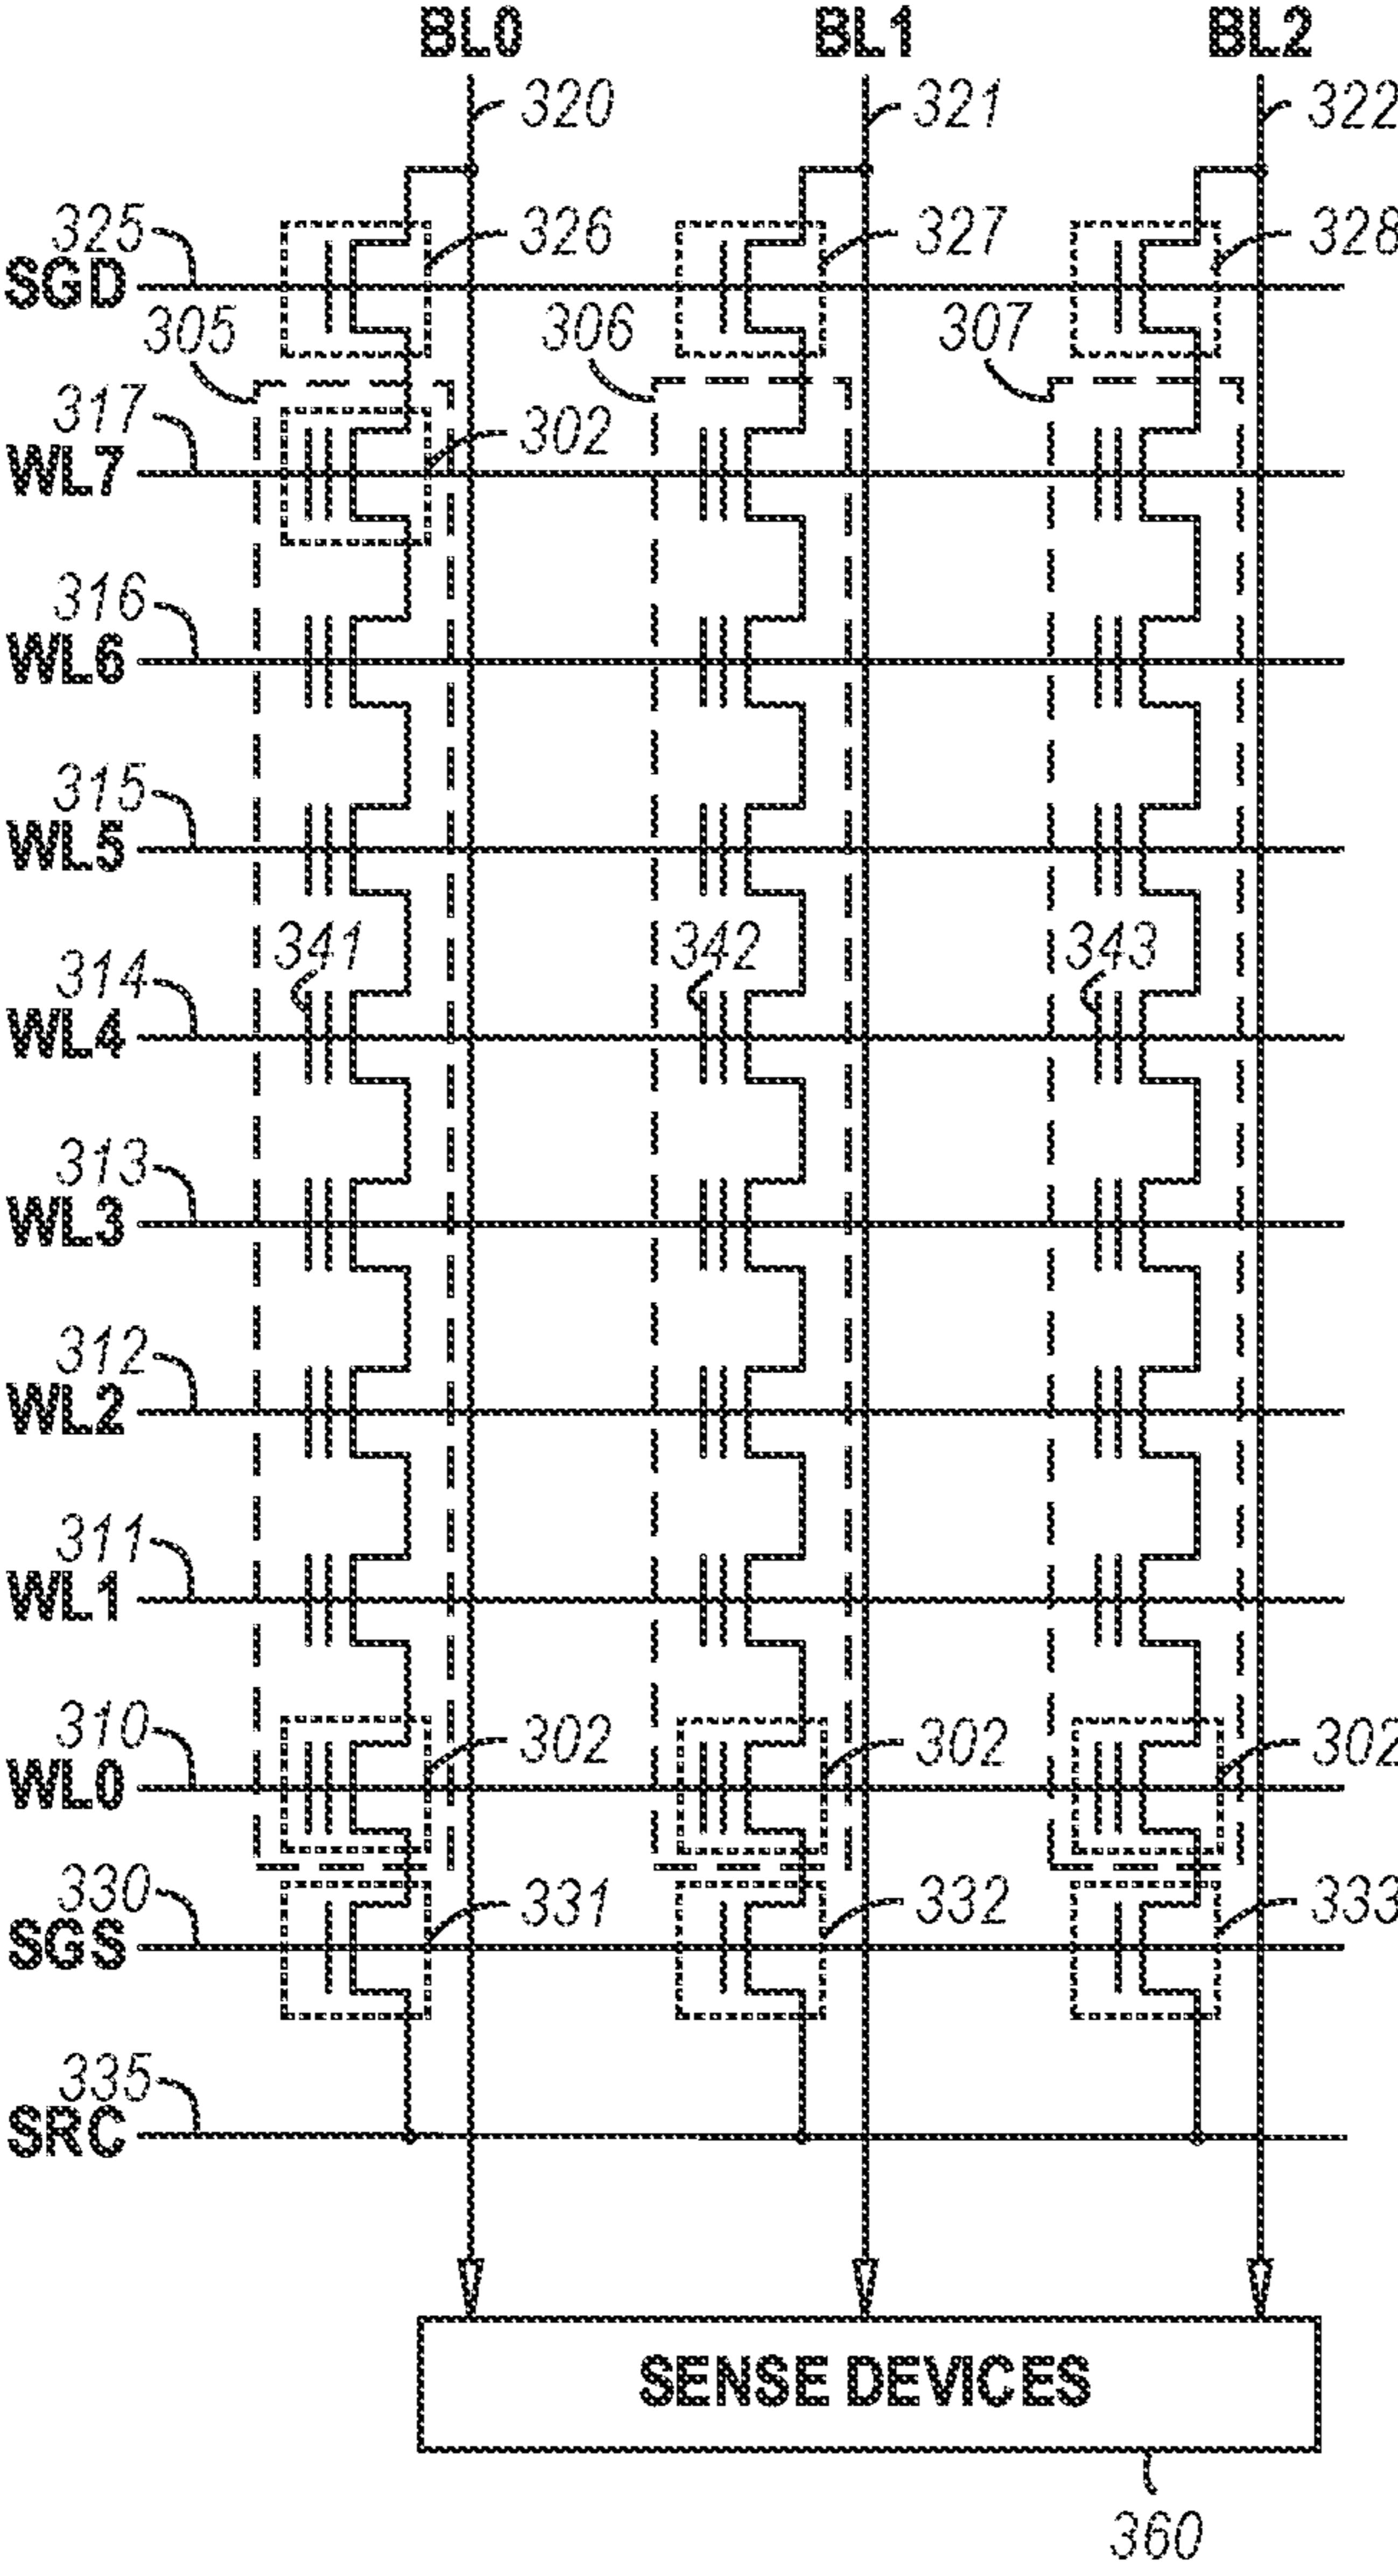 BL0 BL1 BL2
320 321 322
325 326 327 328
SGD
305 306 307
317 302
WL7
316
WL6
315
WL5
341 342 343
314
WL4
313
WL3
312
WL2
311
WL1
310 302 302 302
WL0
330 331 332 333
SGS
335
SRC
SENSE DEVICES
360